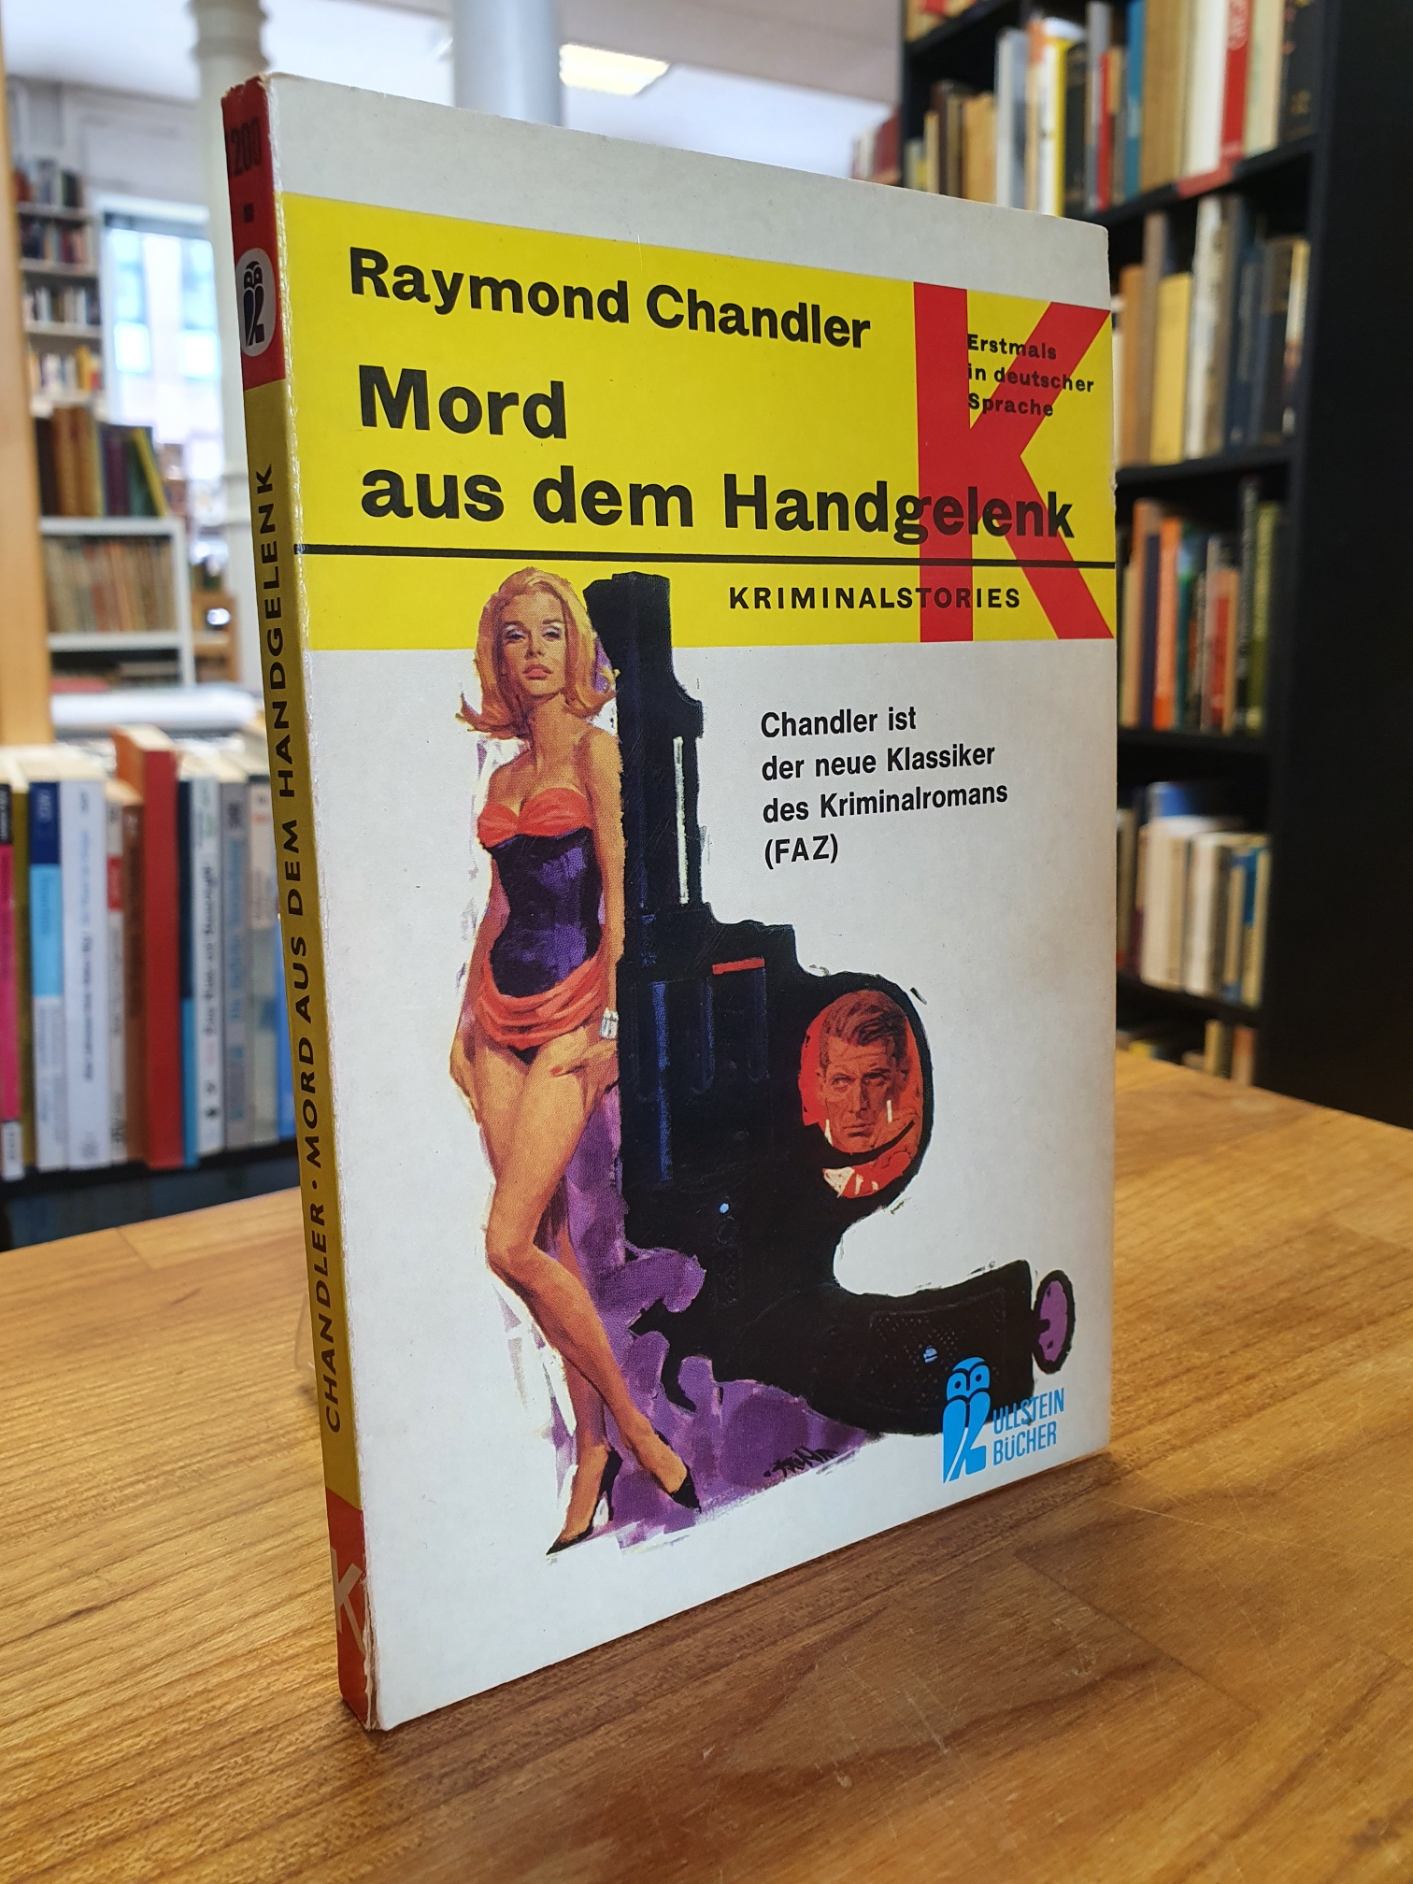 Raymond Chandler
Mord
aus dem Handgelenk
Erstmals
in deutscher
Sprache
KRIMINALSTORIES
K
Chandler ist
der neue Klassiker
des Kriminalromans
(FAZ)
ULLSTEIN
BÜCHER
CHANDLER · MORD AUS DEM HANDGELENK
K